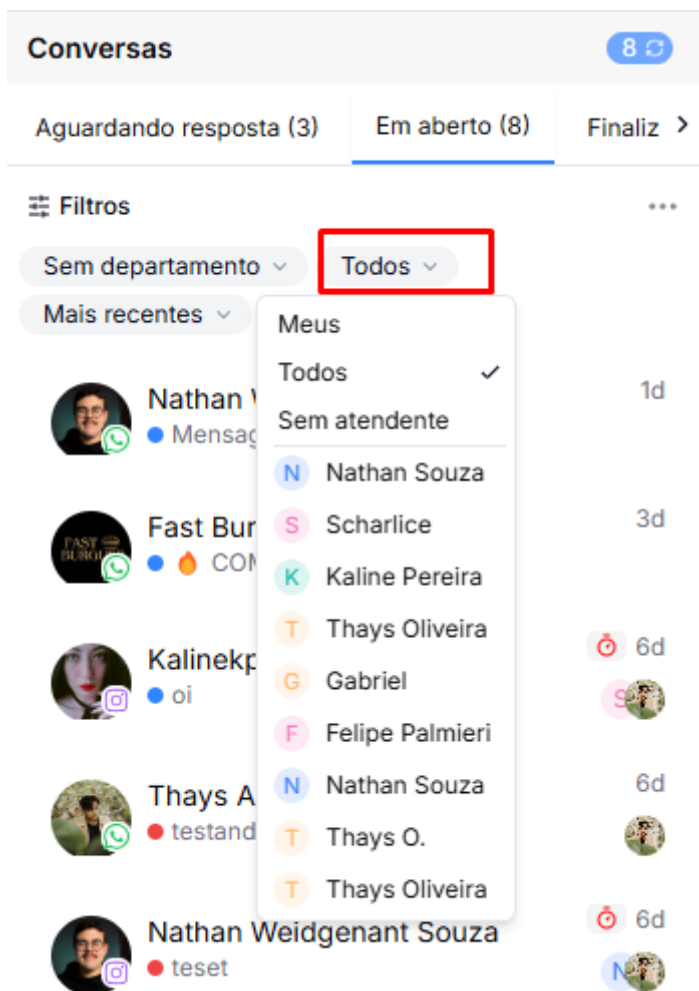 Conversas 8
Aguardando resposta (3) Em aberto (8) Finaliz
Filtros
Sem departamento Todos
Mais recentes
Meus
Todos
Sem atendente
N Nathan Souza
S Scharlice
K Kaline Pereira
T Thays Oliveira
G Gabriel
F Felipe Palmieri
N Nathan Souza
T Thays O.
T Thays Oliveira
Nathan 1d
Mensag
FAST BURGUER
Fast Bur 3d
COM
Kalinekp 6d
oi S
Thays A 6d
testand
Nathan Weidgenant Souza 6d
teset N